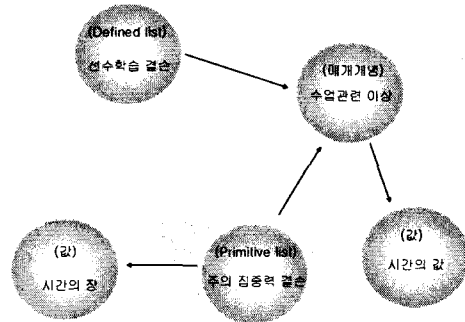 (Defined list)
선수학습 결손
(매개개념)
수업관련 이상
(값)
시간의 장
(Primitive list)
주의 집중력 결손
(값)
시간의 값